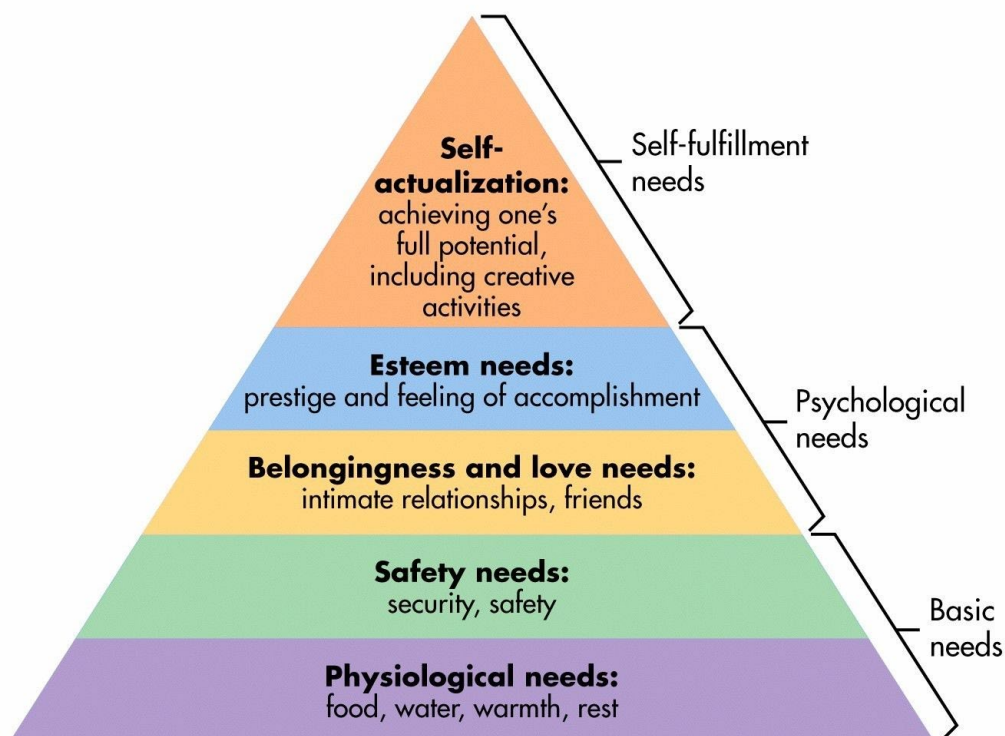 Self-
actualization:
achieving one's
full potential,
including creative
activities
Self-fulfillment
needs
Esteem needs:
prestige and feeling of accomplishment
Psychological
needs
Belongingness and love needs:
intimate relationships, friends
Safety needs:
security, safety
Basic
needs
Physiological needs:
food, water, warmth, rest